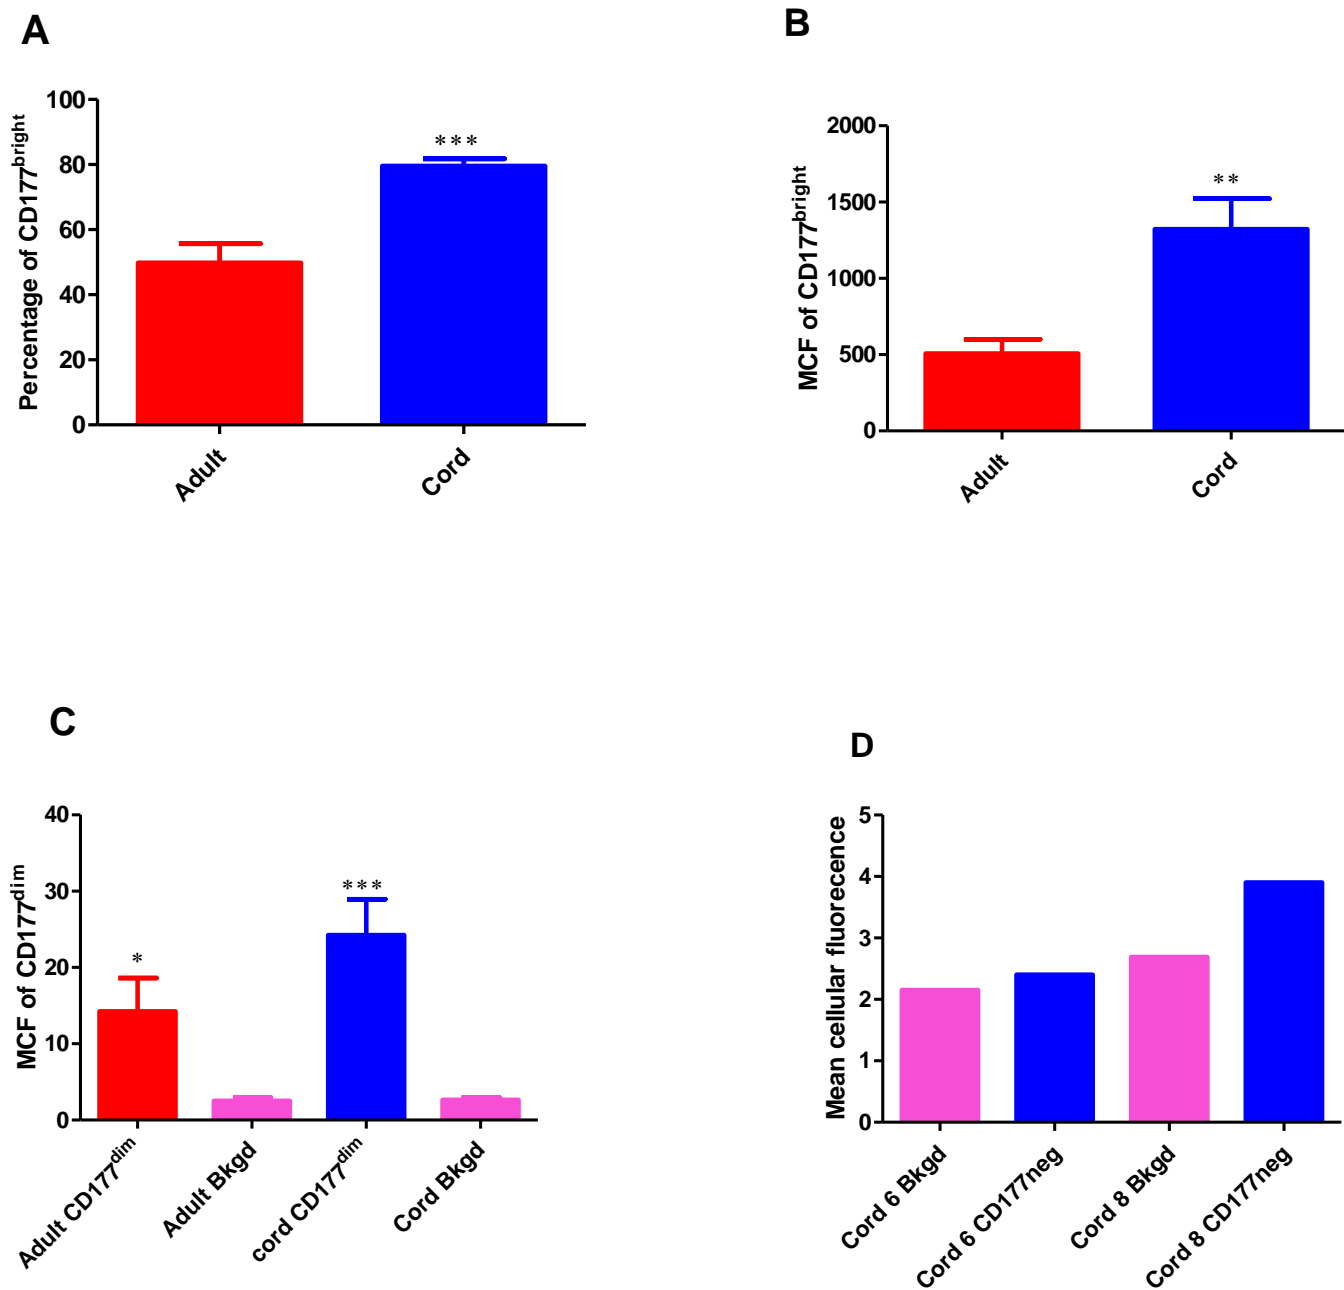 A
Percentage of CD177bright
100
80
60
40
20
0
***
Adult
Cord
B
MCF of CD177bright
2000
1500
1000
500
0
**
Adult
Cord
C
MCF of CD177dim
40
30
20
10
0
*
***
Adult CD177dim
Adult Bkgd
cord CD177dim
Cord Bkgd
D
Mean cellular fluorecence
5
4
3
2
1
0
Cord 6 Bkgd
Cord 6 CD177neg
Cord 8 Bkgd
Cord 8 CD177neg